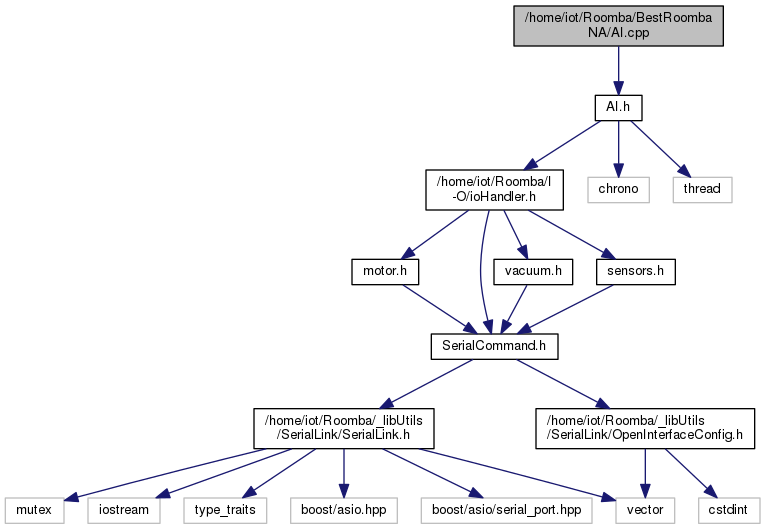 /home/iot/Roomba/BestRoomba
NA/AI.cpp
AI.h
/home/iot/Roomba/I
-O/ioHandler.h
chrono
thread
motor.h
vacuum.h
sensors.h
SerialCommand.h
/home/iot/Roomba/_libUtils
/SerialLink/SerialLink.h
/home/iot/Roomba/_libUtils
/SerialLink/OpenInterfaceConfig.h
mutex
iostream
type_traits
boost/asio.hpp
boost/asio/serial_port.hpp
vector
cstdint